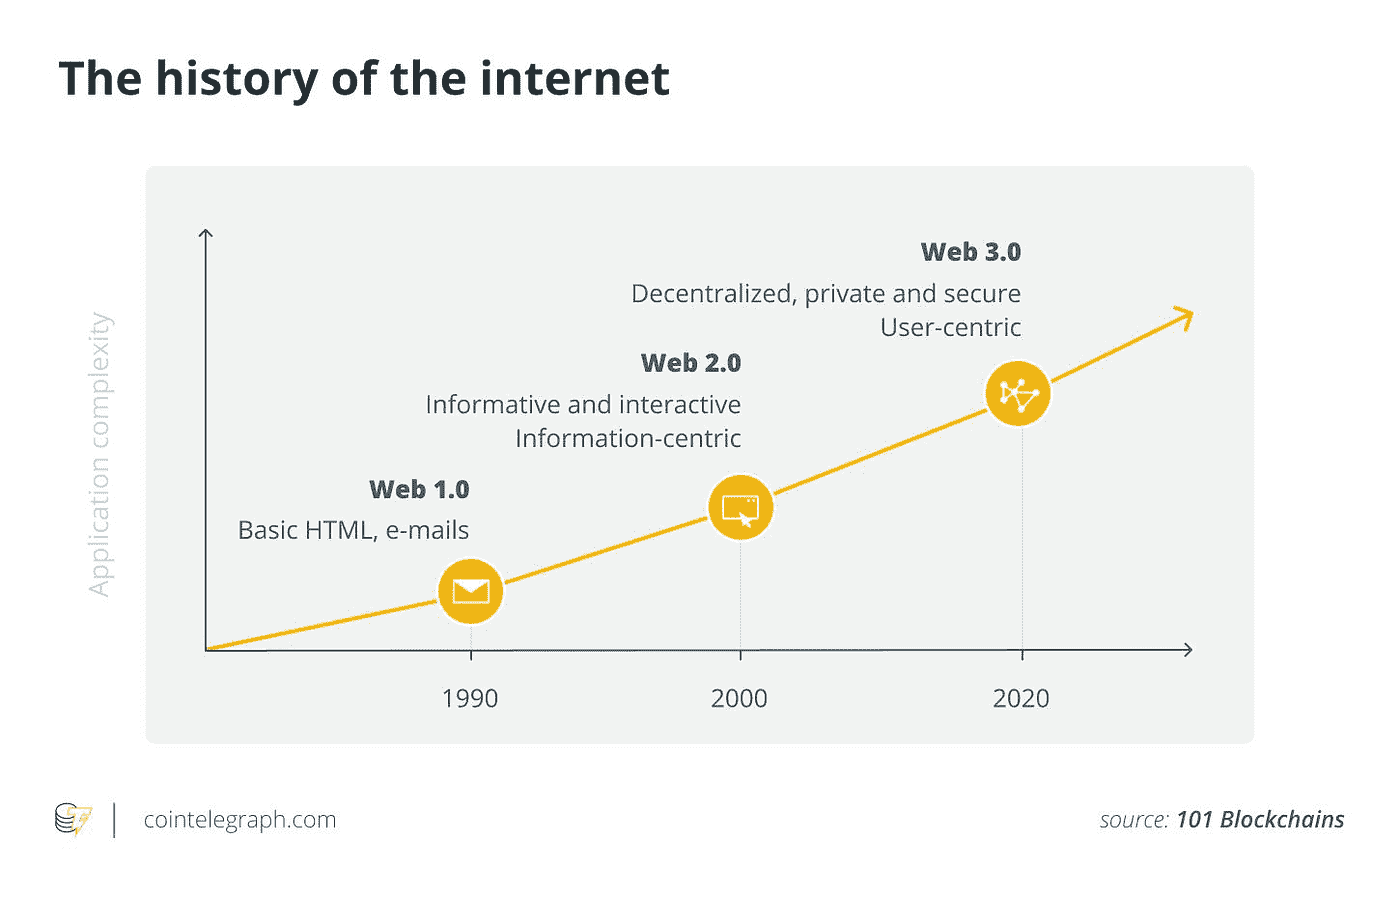 The history of the internet
Application complexity
Web 3.0
Decentralized, private and secure
User-centric
Web 2.0
Informative and interactive
Information-centric
Web 1.0
Basic HTML, e-mails
1990
2000
2020
cointelegraph.com
source: 101 Blockchains